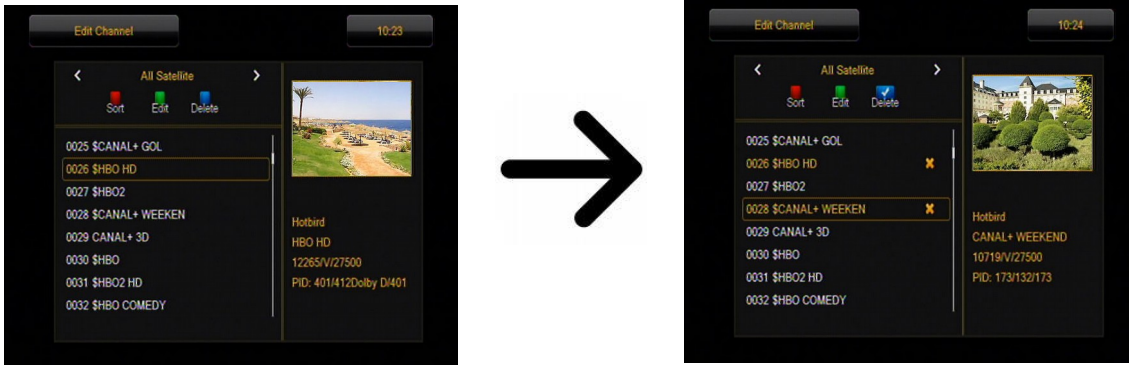 Edit Channel
10:23
All Satellite
Sort Edit Delete
0025 $CANAL+ GOL
0026 $HBO HD
0027 $HBO2
0028 $CANAL+ WEEKEN
0029 CANAL+ 3D
0030 $HBO
0031 $HBO2 HD
0032 $HBO COMEDY
Hotbird
HBO HD
12265/V/27500
PID: 401/412Dolby D/401
Edit Channel
10:24
All Satellite
Sort Edit Delete
0025 $CANAL+ GOL
0026 $HBO HD
0027 $HBO2
0028 $CANAL+ WEEKEN
0029 CANAL+ 3D
0030 $HBO
0031 $HBO2 HD
0032 $HBO COMEDY
Hotbird
CANAL+ WEEKEND
10719/V/27500
PID: 173/132/173